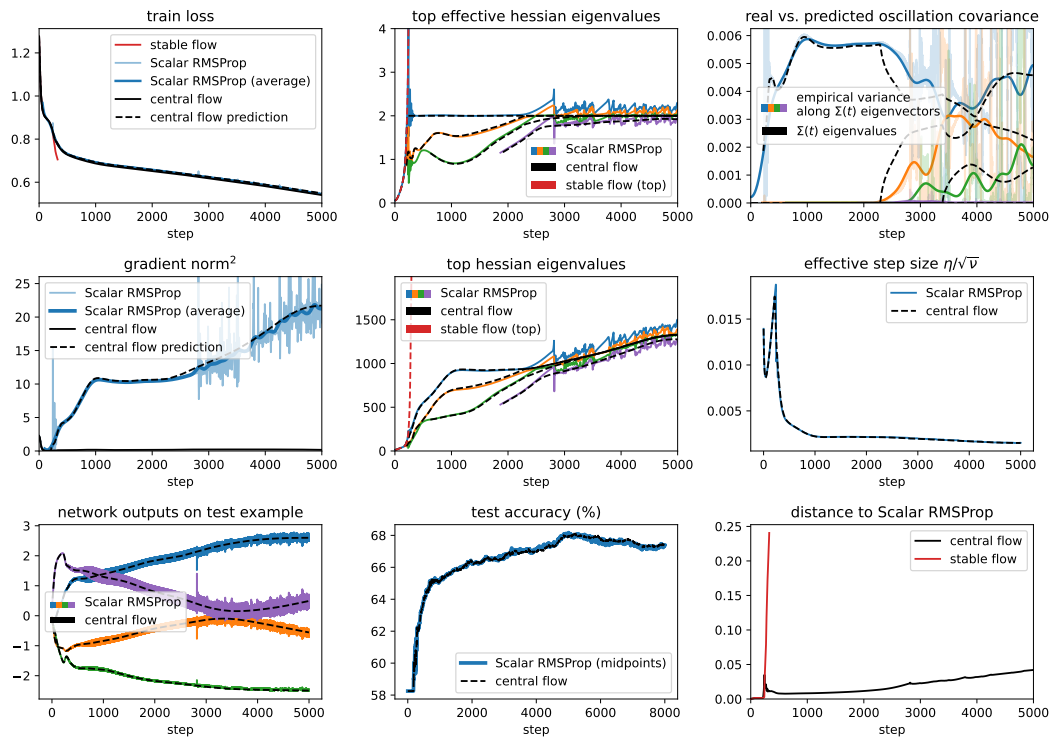 train loss
1.2
1.0
0.8
0.6
stable flow
Scalar RMSProp
Scalar RMSProp (average)
central flow
central flow prediction
0 1000 2000 3000 4000 5000
step
top effective hessian eigenvalues
4
3
2
1
0
Scalar RMSProp
central flow
stable flow (top)
0 1000 2000 3000 4000 5000
step
real vs. predicted oscillation covariance
0.006
0.005
0.004
0.003
0.002
0.001
0.000
empirical variance
along Σ(t) eigenvectors
Σ(t) eigenvalues
0 1000 2000 3000 4000 5000
step
gradient norm²
25
20
15
10
5
0
Scalar RMSProp
Scalar RMSProp (average)
central flow
central flow prediction
0 1000 2000 3000 4000 5000
step
top hessian eigenvalues
1500
1000
500
0
Scalar RMSProp
central flow
stable flow (top)
0 1000 2000 3000 4000 5000
step
effective step size η/√ν
0.015
0.010
0.005
Scalar RMSProp
central flow
0 1000 2000 3000 4000 5000
step
network outputs on test example
3
2
1
0
−1
−2
Scalar RMSProp
central flow
0 1000 2000 3000 4000 5000
step
test accuracy (%)
68
66
64
62
60
58
Scalar RMSProp (midpoints)
central flow
0 2000 4000 6000 8000
step
distance to Scalar RMSProp
0.25
0.20
0.15
0.10
0.05
0.00
central flow
stable flow
0 1000 2000 3000 4000 5000
step